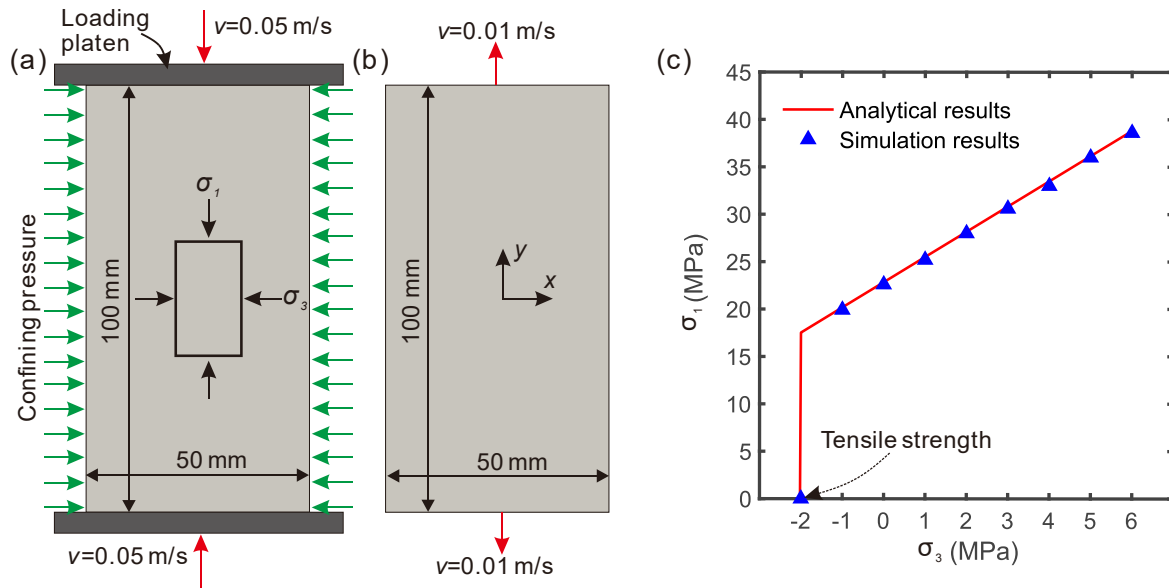 (a)
Loading
platen
v=0.05 m/s
Confining pressure
100 mm
σ1
σ3
50 mm
v=0.05 m/s
(b)
v=0.01 m/s
100 mm
y
x
50 mm
v=0.01 m/s
(c)
Analytical results
Simulation results
Tensile strength
σ1 (MPa)
45
40
35
30
25
20
15
10
5
0
-2 -1 0 1 2 3 4 5 6
σ3 (MPa)